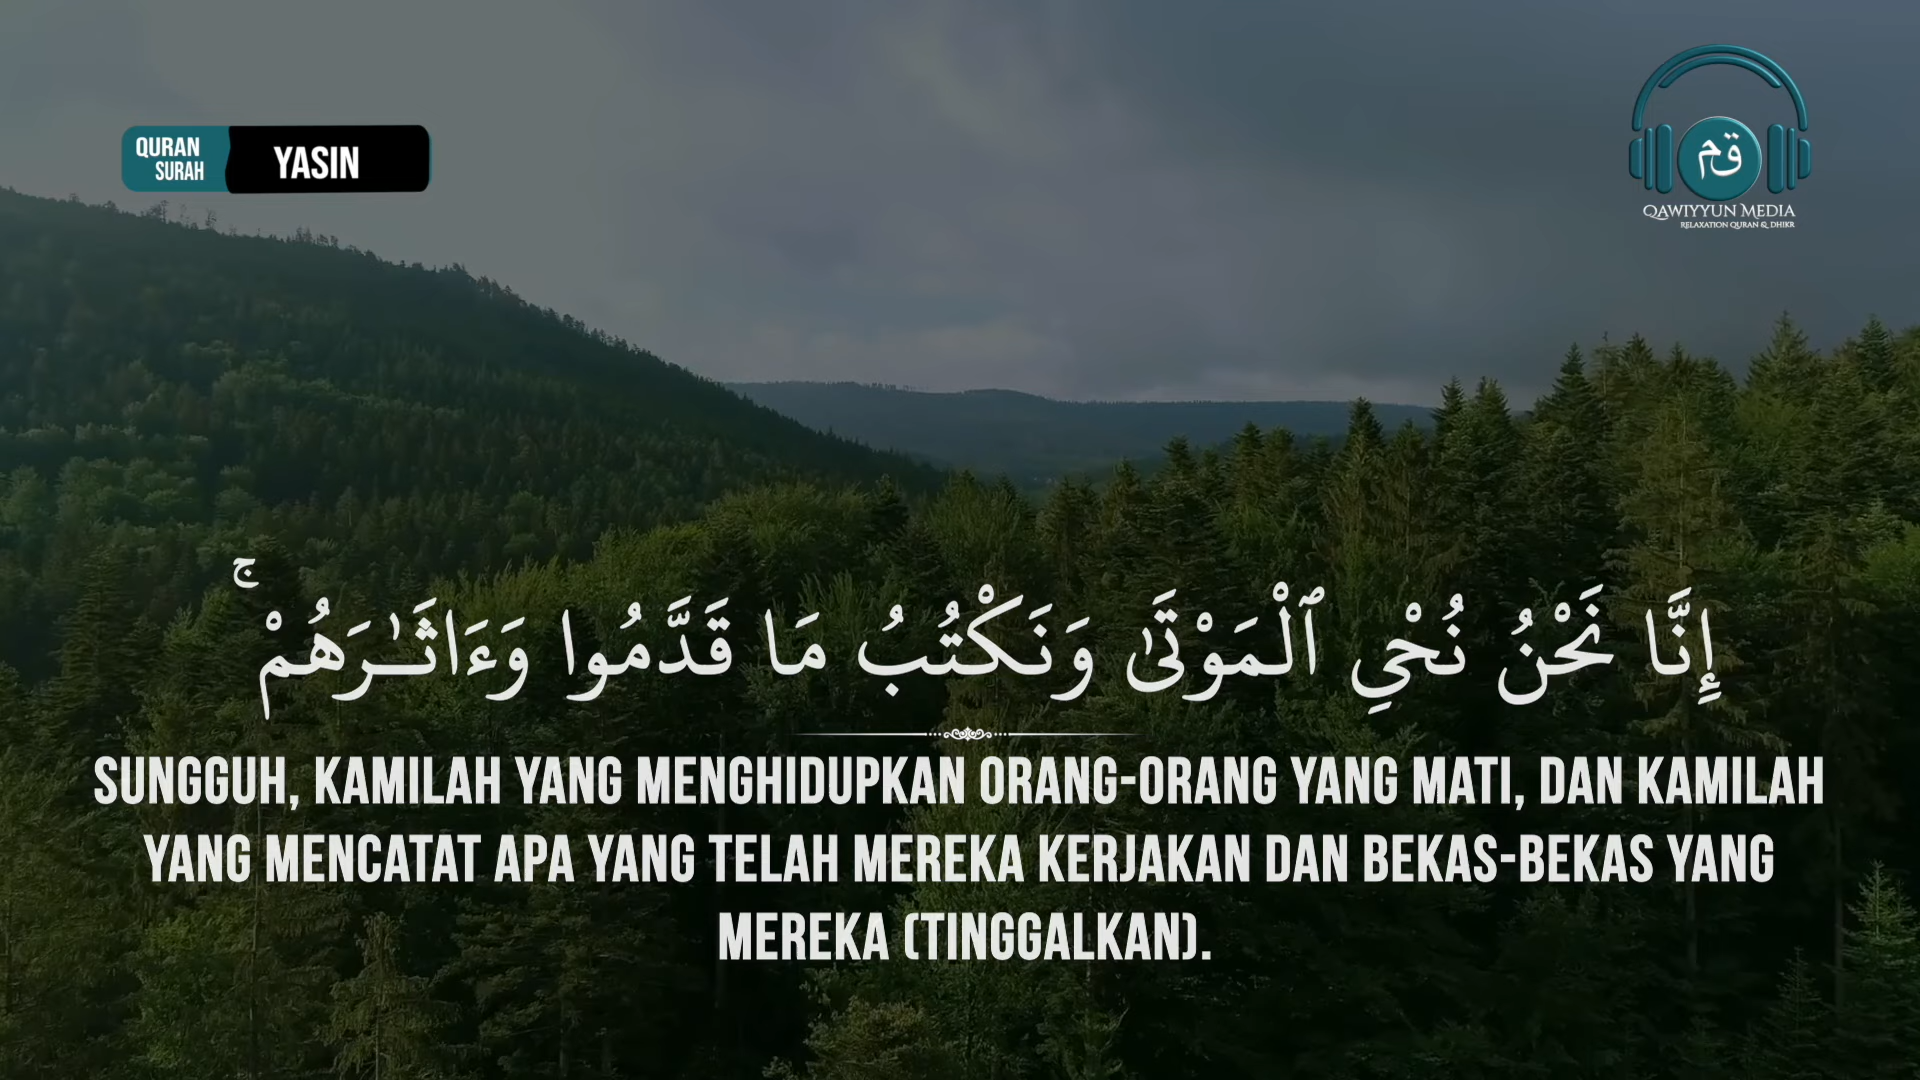 QURAN
SURAH
YASIN
قم
QAWIYYUN MEDIA
RELAXATION QURAN & DHIKR
إِنَّا نَحْنُ نُحْيِ ٱلْمَوْتَىٰ وَنَكْتُبُ مَا قَدَّمُوا وَءَاثَـٰرَهُمْ ۚ
SUNGGUH, KAMILAH YANG MENGHIDUPKAN ORANG-ORANG YANG MATI, DAN KAMILAH
YANG MENCATAT APA YANG TELAH MEREKA KERJAKAN DAN BEKAS-BEKAS YANG
MEREKA (TINGGALKAN).